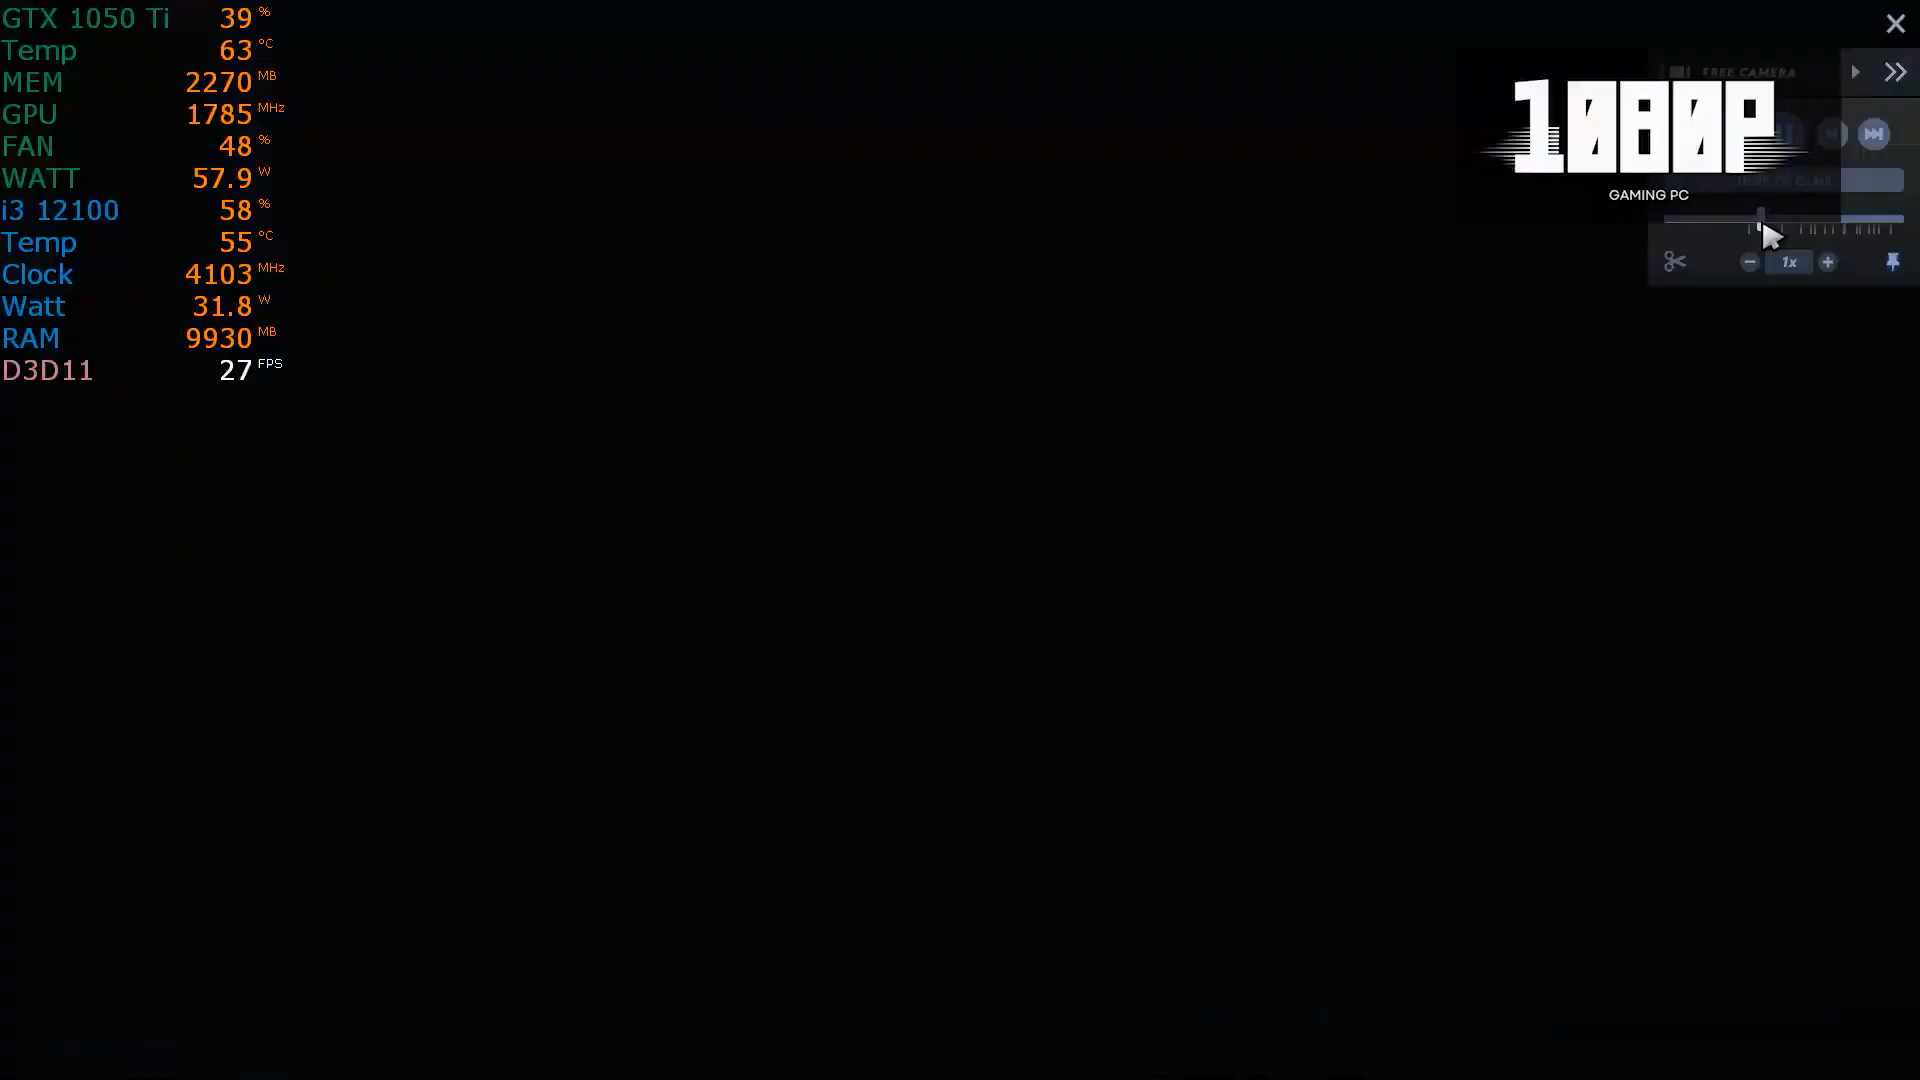 GTX 1050 Ti 39 %
Temp 63 °C
MEM 2270 MB
GPU 1785 MHz
FAN 48 %
WATT 57.9 W
i3 12100 58 %
Temp 55 °C
Clock 4103 MHz
Watt 31.8 W
RAM 9930 MB
D3D11 27 FPS
FREE CAMERA
1080P
GAMING PC
1x